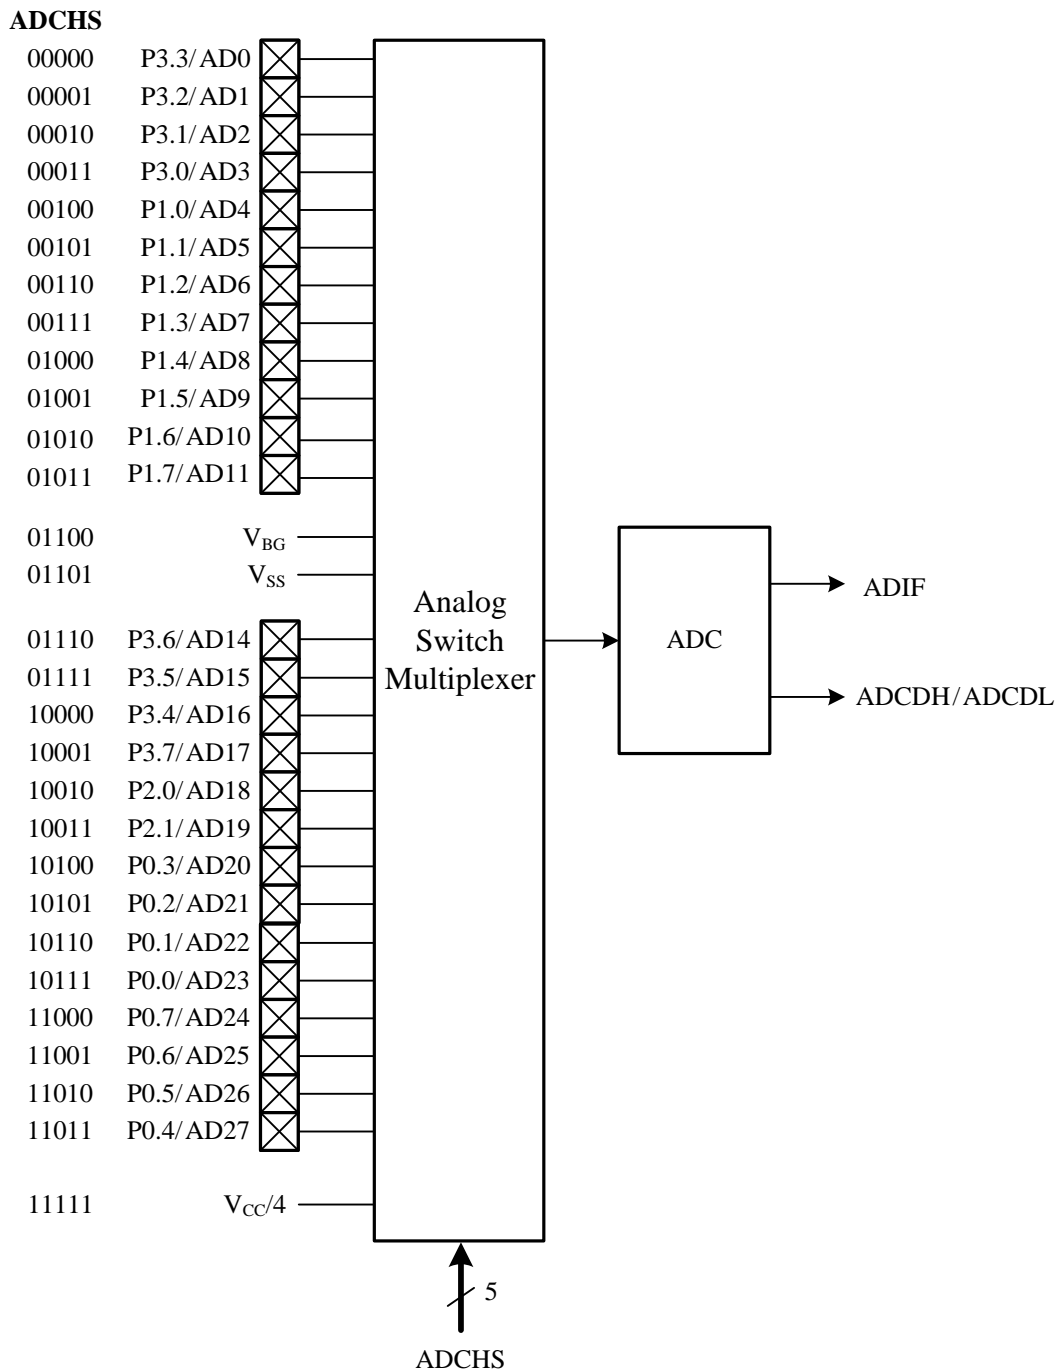 ADCHS
00000 P3.3/AD0
00001 P3.2/AD1
00010 P3.1/AD2
00011 P3.0/AD3
00100 P1.0/AD4
00101 P1.1/AD5
00110 P1.2/AD6
00111 P1.3/AD7
01000 P1.4/AD8
01001 P1.5/AD9
01010 P1.6/AD10
01011 P1.7/AD11
01100 VBG
01101 VSS
01110 P3.6/AD14
01111 P3.5/AD15
10000 P3.4/AD16
10001 P3.7/AD17
10010 P2.0/AD18
10011 P2.1/AD19
10100 P0.3/AD20
10101 P0.2/AD21
10110 P0.1/AD22
10111 P0.0/AD23
11000 P0.7/AD24
11001 P0.6/AD25
11010 P0.5/AD26
11011 P0.4/AD27
11111 VCC/4
Analog
Switch
Multiplexer
ADC
ADIF
ADCDH/ADCDL
5
ADCHS